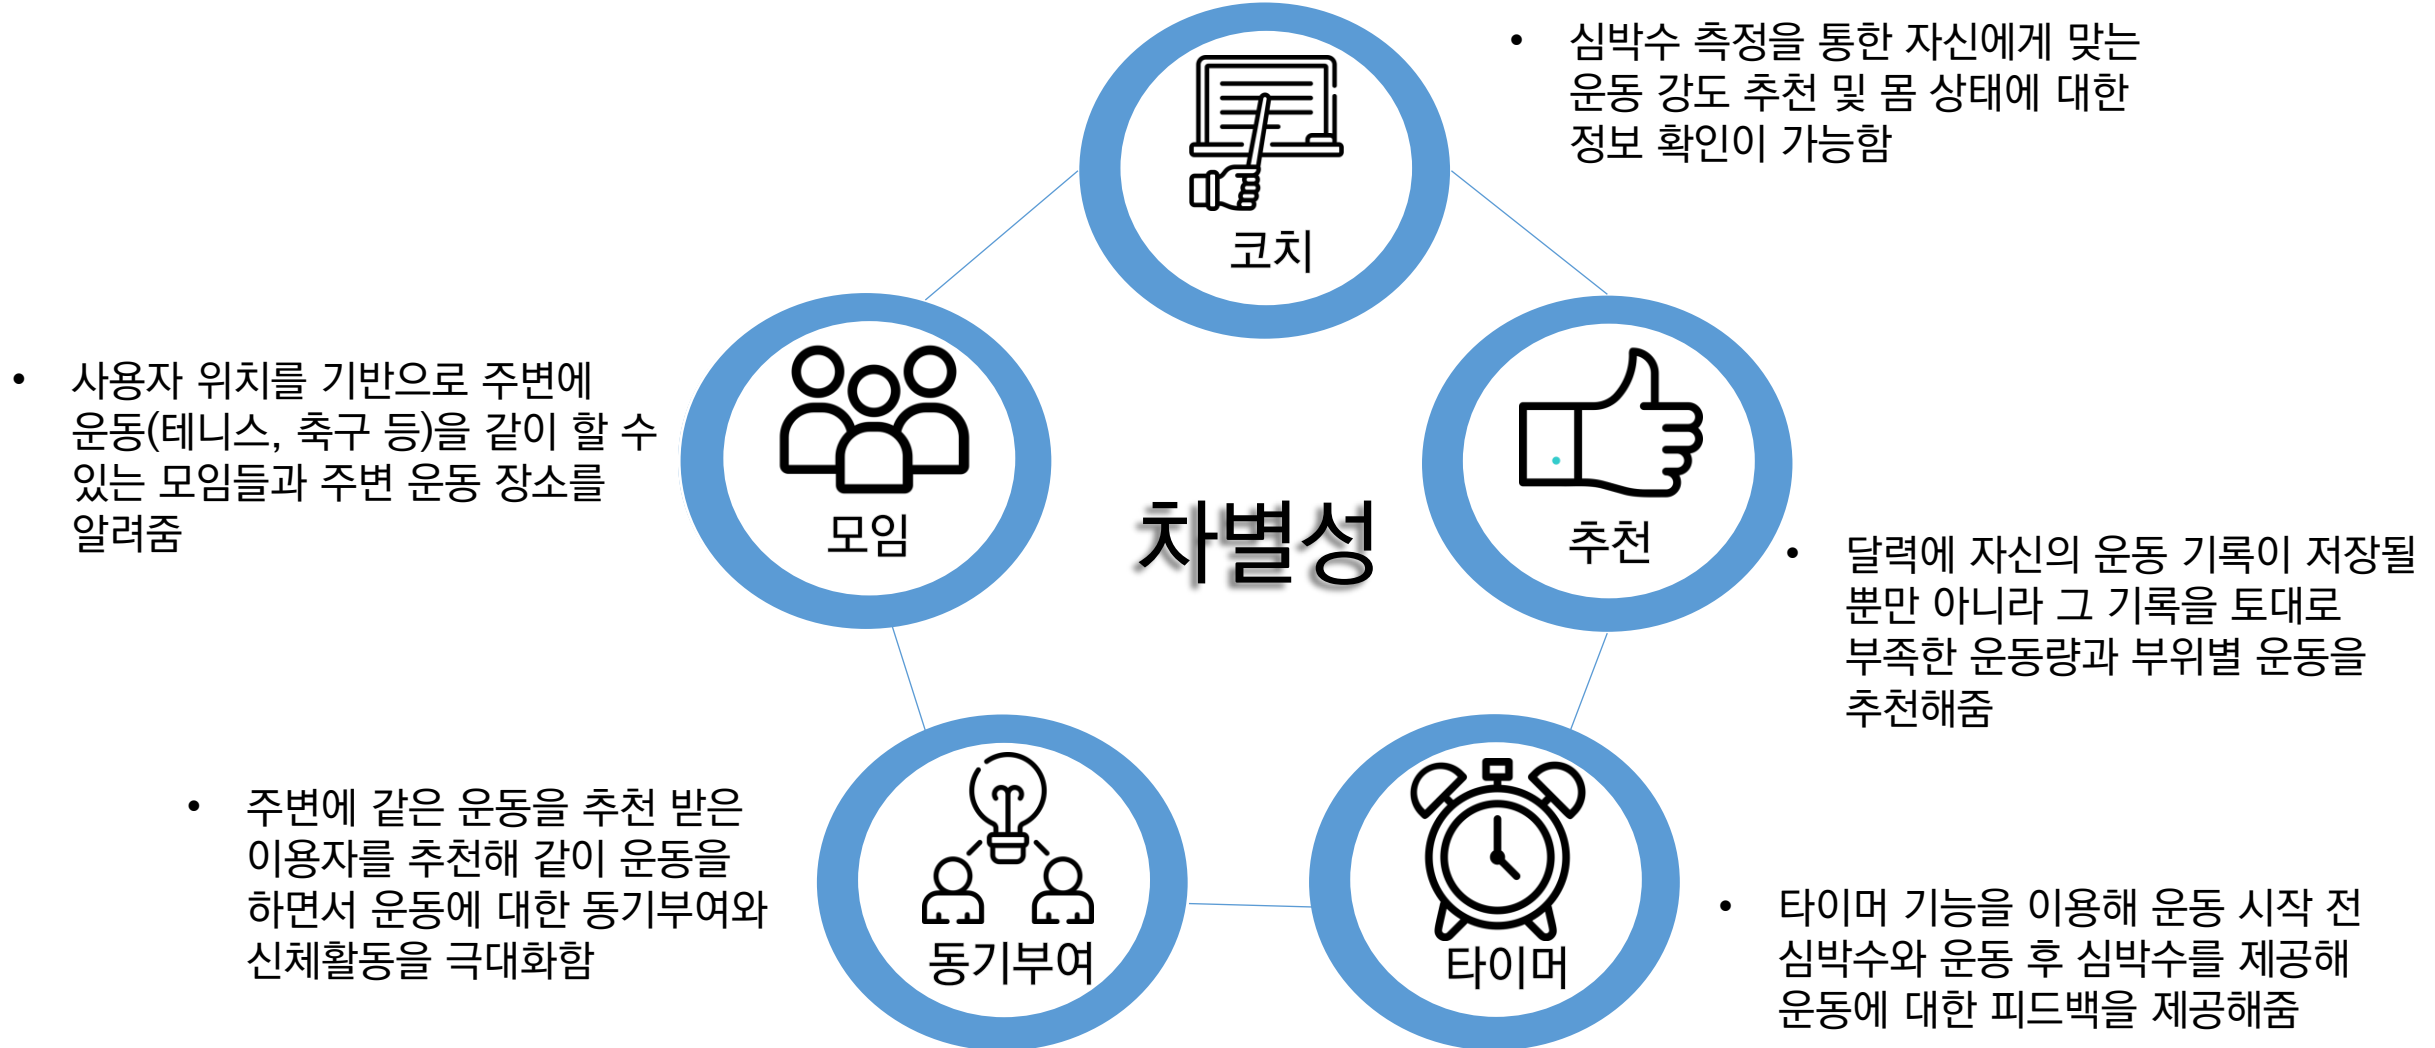 • 심박수 측정을 통한 자신에게 맞는
운동 강도 추천 및 몸 상태에 대한
정보 확인이 가능함
코치
• 사용자 위치를 기반으로 주변에
운동(테니스, 축구 등)을 같이 할 수
있는 모임들과 주변 운동 장소를
알려줌
모임
차별성
추천
• 달력에 자신의 운동 기록이 저장될
뿐만 아니라 그 기록을 토대로
부족한 운동량과 부위별 운동을
추천해줌
• 주변에 같은 운동을 추천 받은
이용자를 추천해 같이 운동을
하면서 운동에 대한 동기부여와
신체활동을 극대화함
동기부여
타이머
• 타이머 기능을 이용해 운동 시작 전
심박수와 운동 후 심박수를 제공해
운동에 대한 피드백을 제공해줌